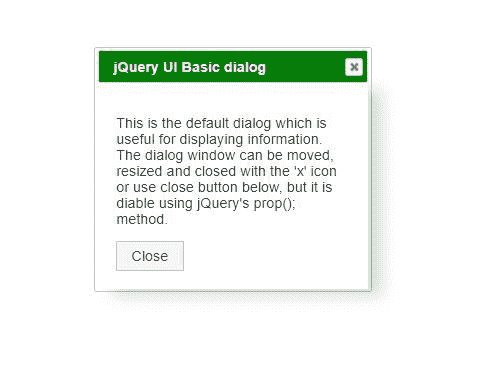 jQuery UI Basic dialog
This is the default dialog which is
useful for displaying information.
The dialog window can be moved,
resized and closed with the 'x' icon
or use close button below, but it is
diable using jQuery's prop();
method.
Close